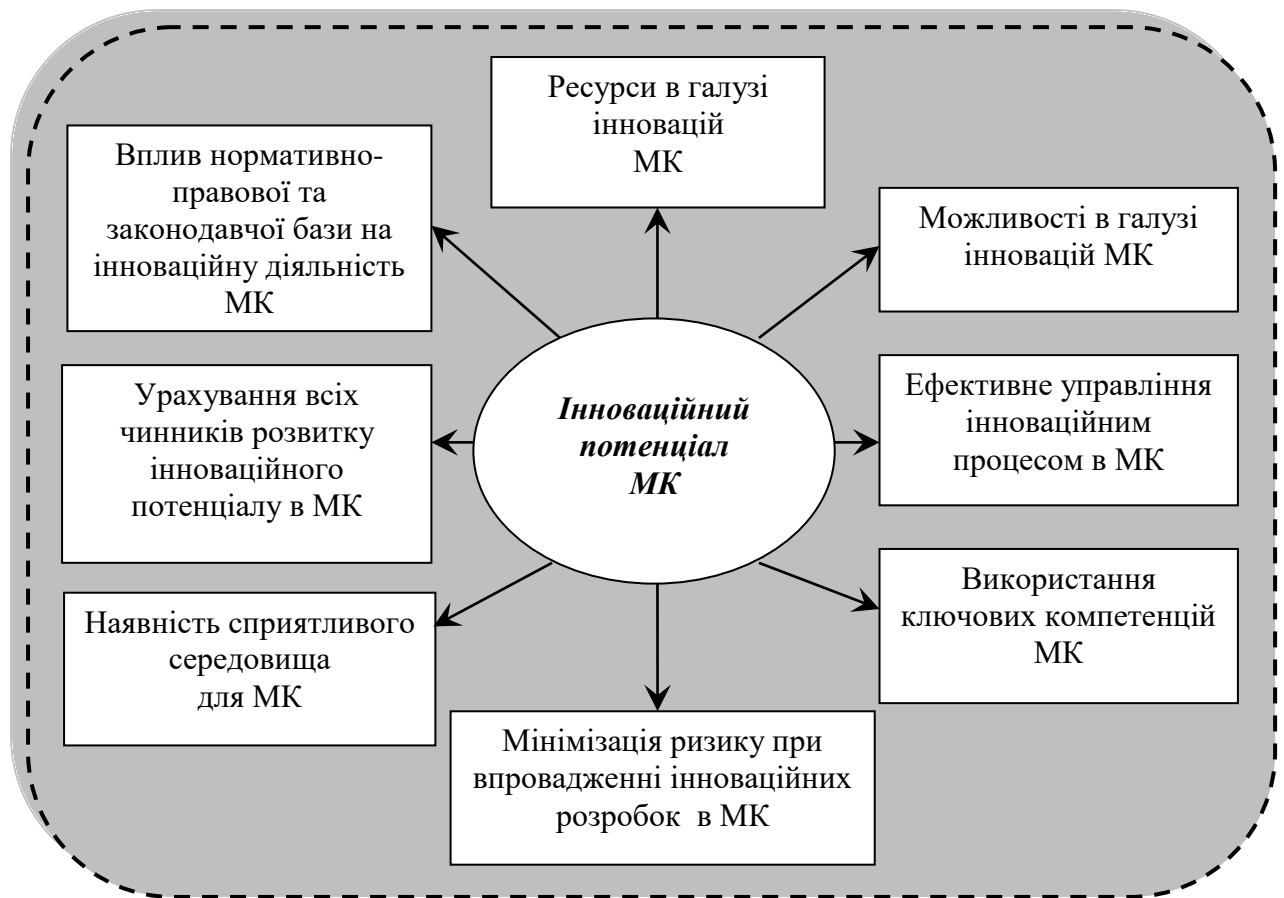 Ресурси в галузі
інновацій
МК
Вплив нормативно-
правової та
законодавчої бази на
інноваційну діяльність
МК
Можливості в галузі
інновацій МК
Урахування всіх
чинників розвитку
інноваційного
потенціалу в МК
Інноваційний
потенціал
МК
Ефективне управління
інноваційним
процесом в МК
Наявність сприятливого
середовища
для МК
Використання
ключових компетенцій
МК
Мінімізація ризику при
впровадженні інноваційних
розробок в МК